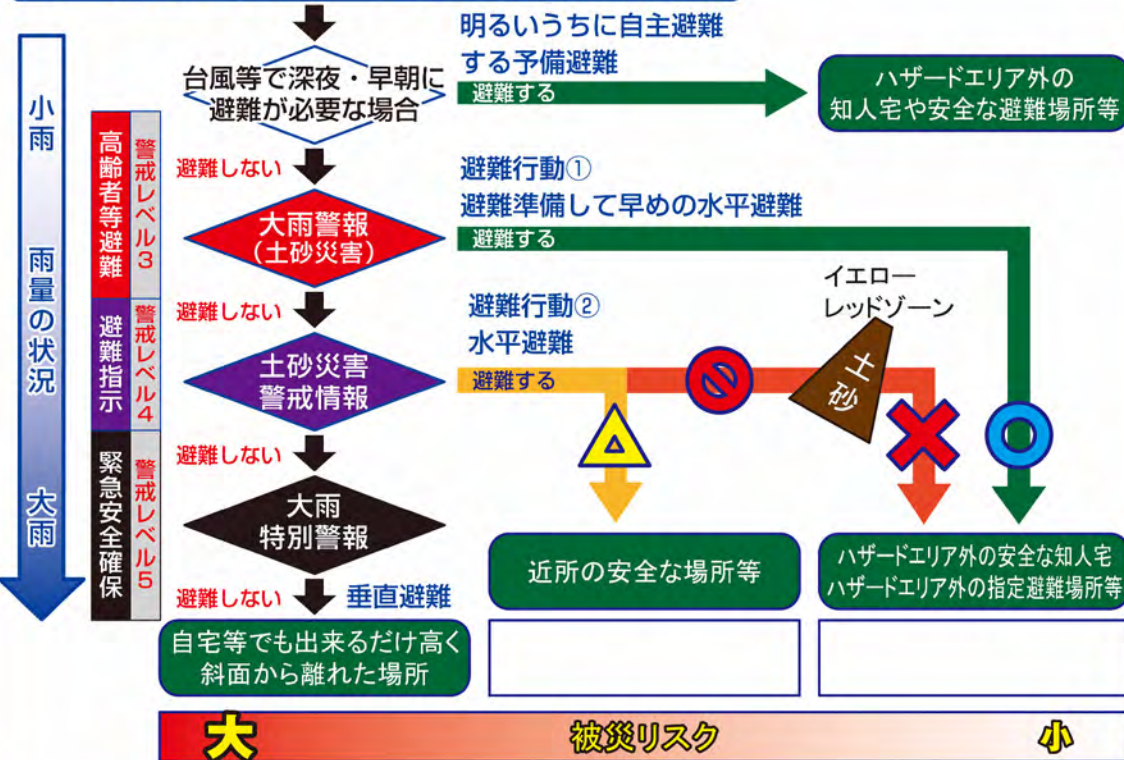 明るいうちに自主避難
する予備避難
台風等で深夜・早朝に
避難が必要な場合
避難する
ハザードエリア外の
知人宅や安全な避難場所等
小雨
雨量の状況
大雨
高齢者等避難
警戒レベル3
避難しない
避難行動①
避難準備して早めの水平避難
大雨警報
(土砂災害)
避難する
イエロー
レッドゾーン
避難指示
警戒レベル4
避難しない
避難行動②
水平避難
土砂災害
警戒情報
避難する
土砂
緊急安全確保
警戒レベル5
避難しない
大雨
特別警報
近所の安全な場所等
ハザードエリア外の安全な知人宅
ハザードエリア外の指定避難場所等
避難しない
垂直避難
自宅等でも出来るだけ高く
斜面から離れた場所
大
被災リスク
小